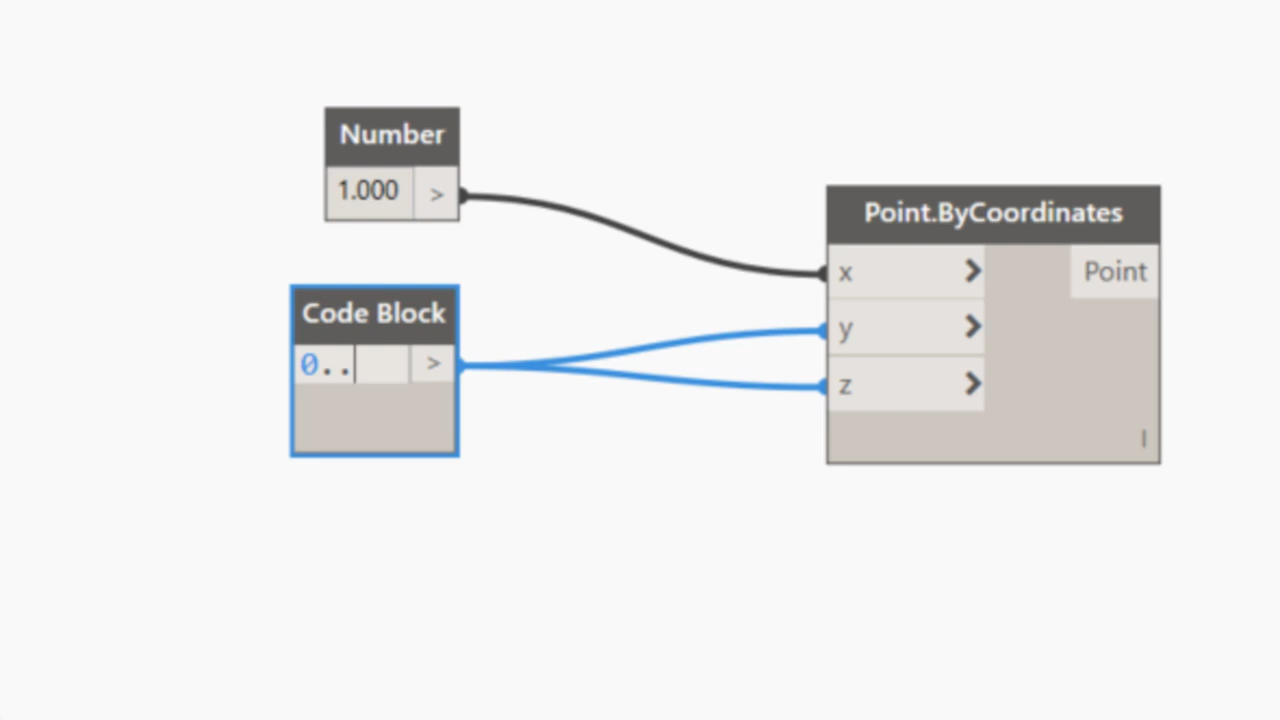 Number
1.000 >
Point.ByCoordinates
x Point
y
z
l
Code Block
0.. >